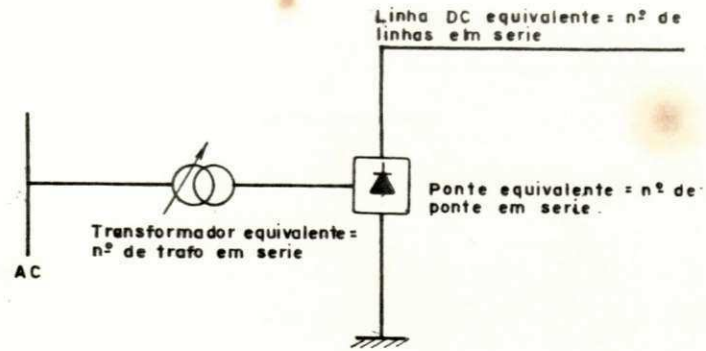 Linha DC equivalente = nº de
linhas em serie
Ponte equivalente = nº de
ponte em serie.
Transformador equivalente =
nº de trafo em serie
AC